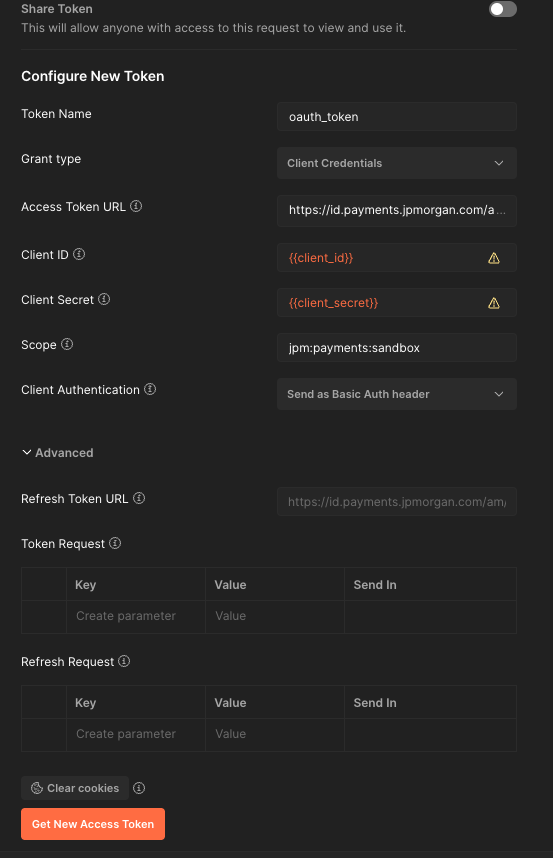 Share Token
This will allow anyone with access to this request to view and use it.
Configure New Token
Token Name
oauth_token
Grant type
Client Credentials
Access Token URL
https://id.payments.jpmorgan.com/a...
Client ID
{{client_id}}
Client Secret
{{client_secret}}
Scope
jpm:payments:sandbox
Client Authentication
Send as Basic Auth header
Advanced
Refresh Token URL
https://id.payments.jpmorgan.com/am/
Token Request
Key Value Send In
Create parameter Value
Refresh Request
Key Value Send In
Create parameter Value
Clear cookies
Get New Access Token